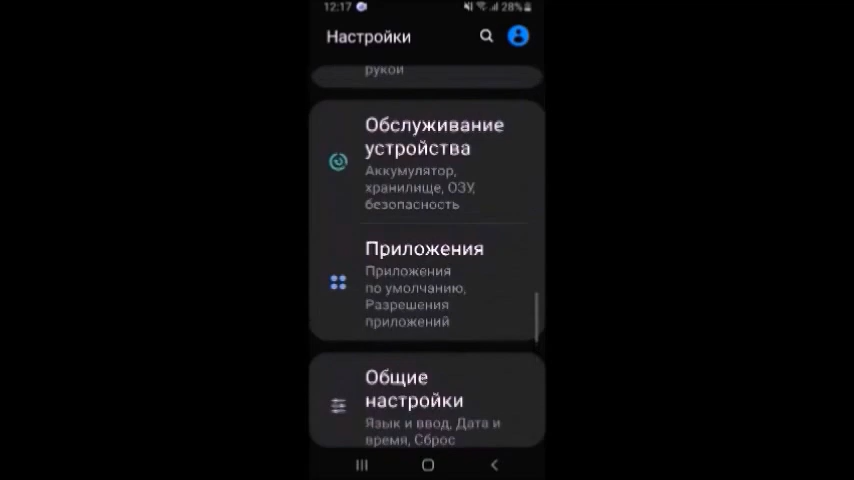 12:17 28%
Настройки
рукой
Обслуживание
устройства
Аккумулятор,
хранилище, ОЗУ,
безопасность
Приложения
Приложения
по умолчанию,
Разрешения
приложений
Общие
настройки
Язык и ввод, Дата и
время, Сброс